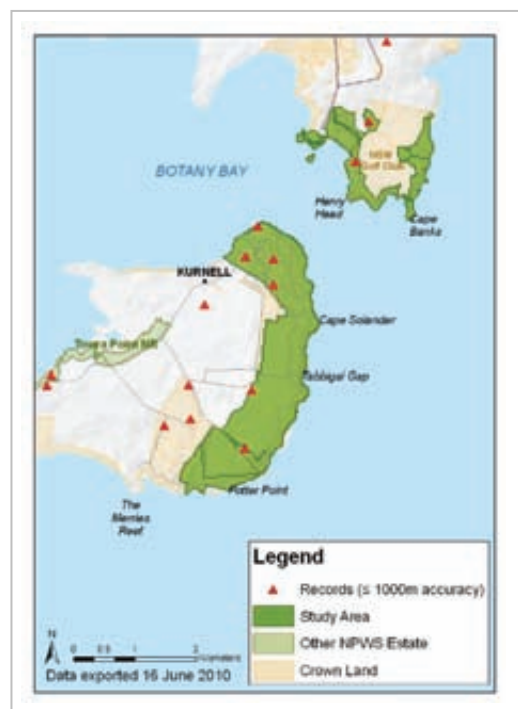 BOTANY BAY
NSW
Golf Club
Henry
Head
Cape
Banks
KURNELL
Cape Solander
Towra Point NR
Tabbigai Gap
Potter Point
The
Merries
Reef
Legend
Records (≤ 1000m accuracy)
Study Area
Other NPWS Estate
Crown Land
N
0 0.5 1 2
Kilometers
Data exported 16 June 2010